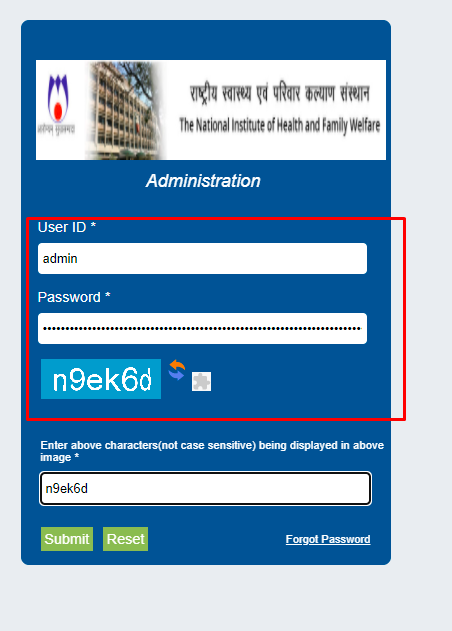 राष्ट्रीय स्वास्थ्य एवं परिवार कल्याण संस्थान
The National Institute of Health and Family Welfare
Administration
User ID *
admin
Password *
n9ek6d
Enter above characters(not case sensitive) being displayed in above
image *
n9ek6d
Submit Reset Forgot Password